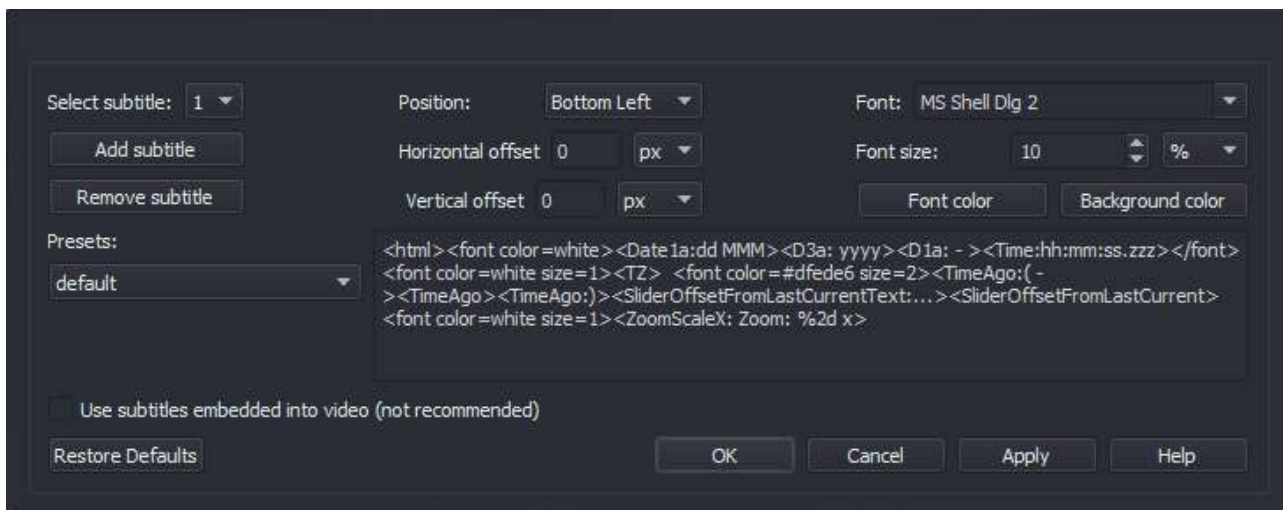 Select subtitle: 1 Position: Bottom Left Font: MS Shell Dlg 2
Add subtitle Horizontal offset 0 px Font size: 10 %
Remove subtitle Vertical offset 0 px Font color Background color
Presets:
default
<html><font color=white><Date1a:dd MMM><D3a: yyyy><D1a: - ><Time:hh:mm:ss.zzz></font>
<font color=white size=1><TZ>  <font color=#dfede6 size=2><TimeAgo:( -
><TimeAgo><TimeAgo:)><SliderOffsetFromLastCurrentText:...><SliderOffsetFromLastCurrent>
<font color=white size=1><ZoomScaleX: Zoom: %2d x>
Use subtitles embedded into video (not recommended)
Restore Defaults OK Cancel Apply Help